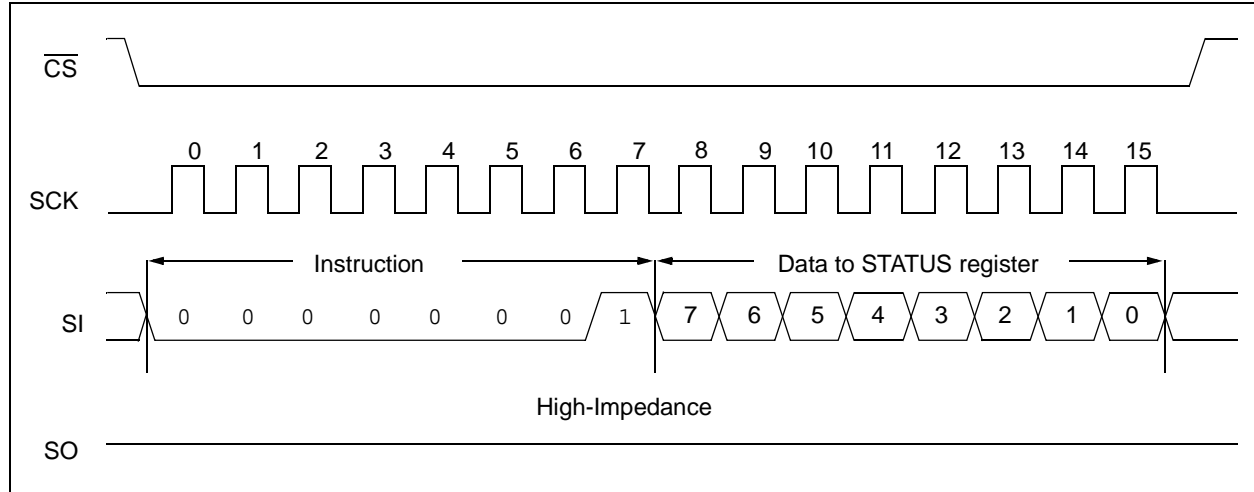 CS
0 1 2 3 4 5 6 7 8 9 10 11 12 13 14 15
SCK
Instruction Data to STATUS register
SI 0 0 0 0 0 0 0 1 7 6 5 4 3 2 1 0
High-Impedance
SO